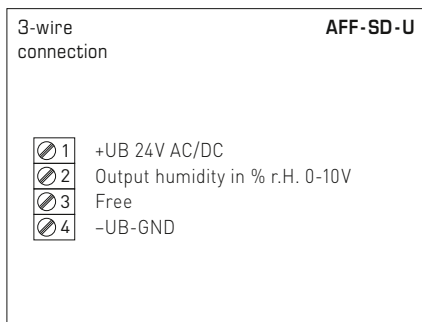 3-wire AFF-SD-U
connection
1 +UB 24V AC/DC
2 Output humidity in % r.H. 0-10V
3 Free
4 –UB-GND